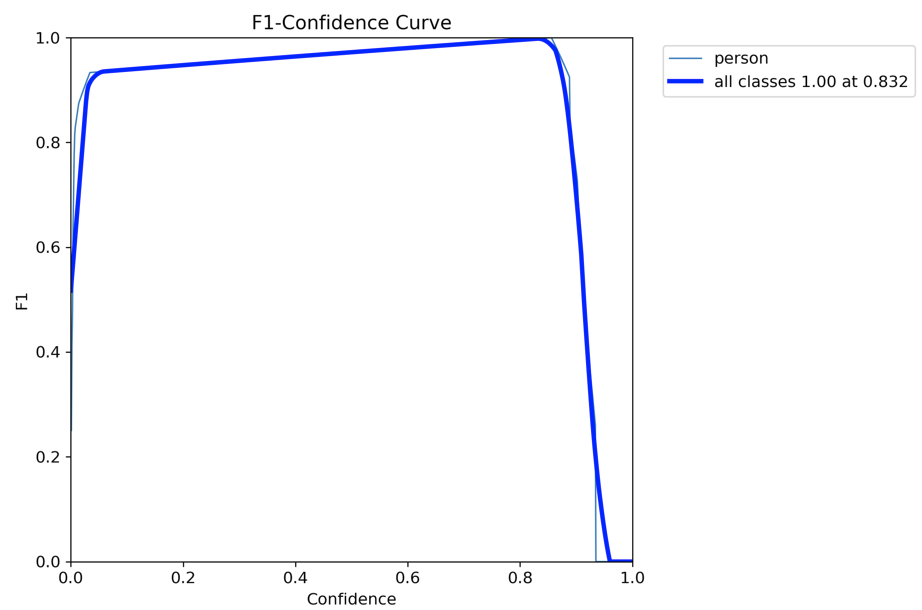 F1-Confidence Curve
1.0
0.8
0.6
0.4
0.2
0.0
F1
0.0 0.2 0.4 0.6 0.8 1.0
Confidence
person
all classes 1.00 at 0.832